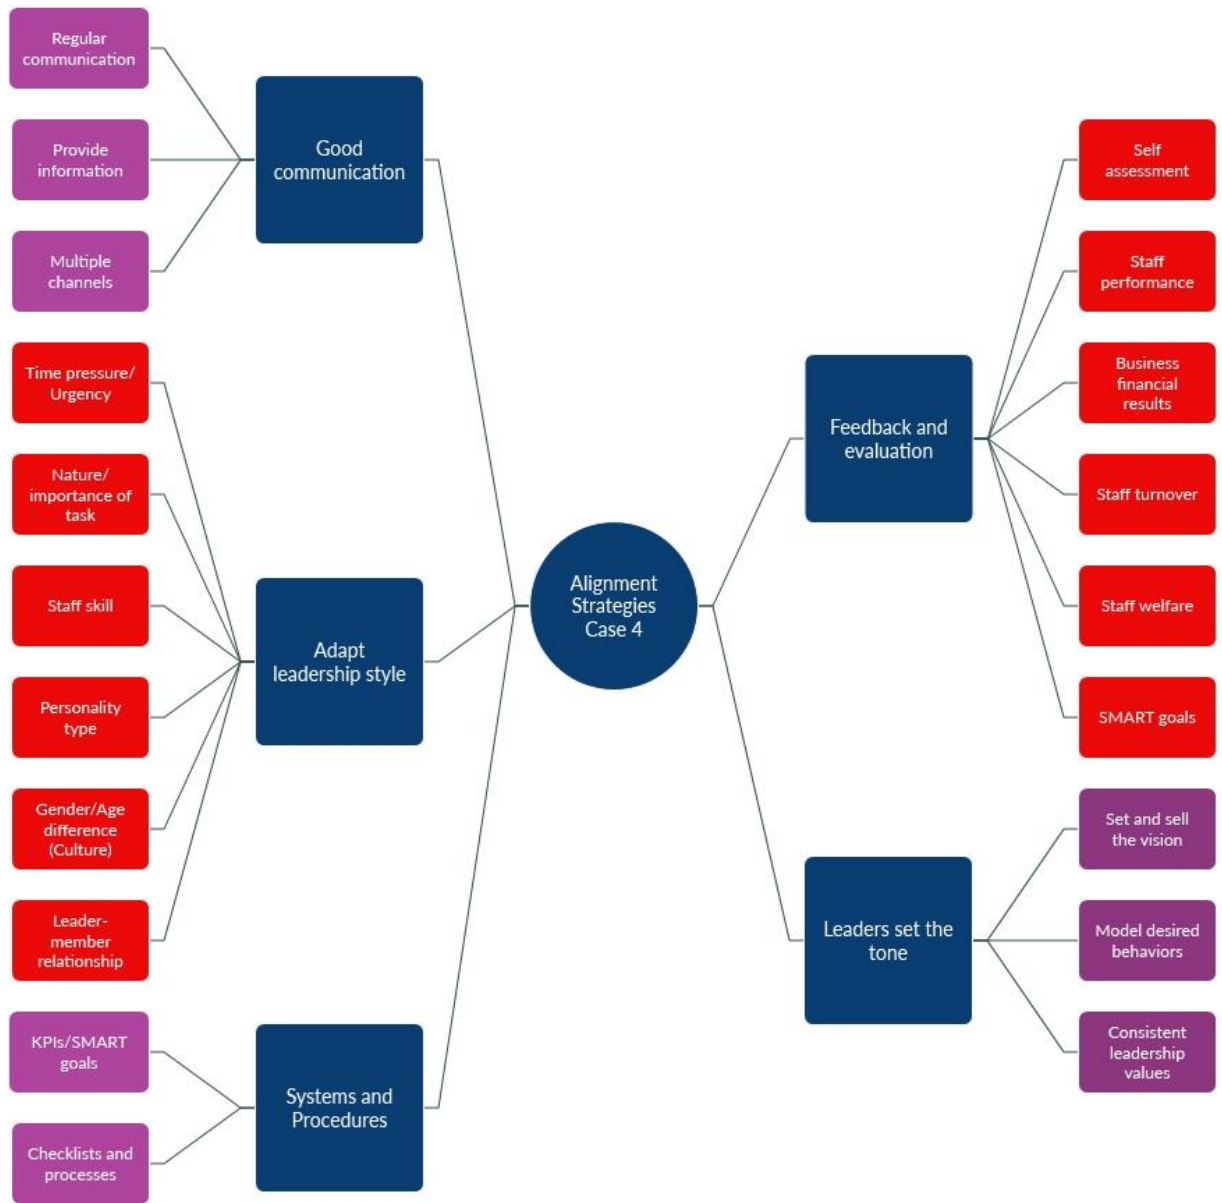 Regular
communication
Provide
information
Multiple
channels
Good
communication
Time pressure/
Urgency
Nature/
importance of
task
Staff skill
Personality
type
Gender/Age
difference
(Culture)
Leader-
member
relationship
Adapt
leadership style
KPIs/SMART
goals
Checklists and
processes
Systems and
Procedures
Alignment
Strategies
Case 4
Feedback and
evaluation
Self
assessment
Staff
performance
Business
financial
results
Staff turnover
Staff welfare
SMART goals
Leaders set the
tone
Set and sell
the vision
Model desired
behaviors
Consistent
leadership
values